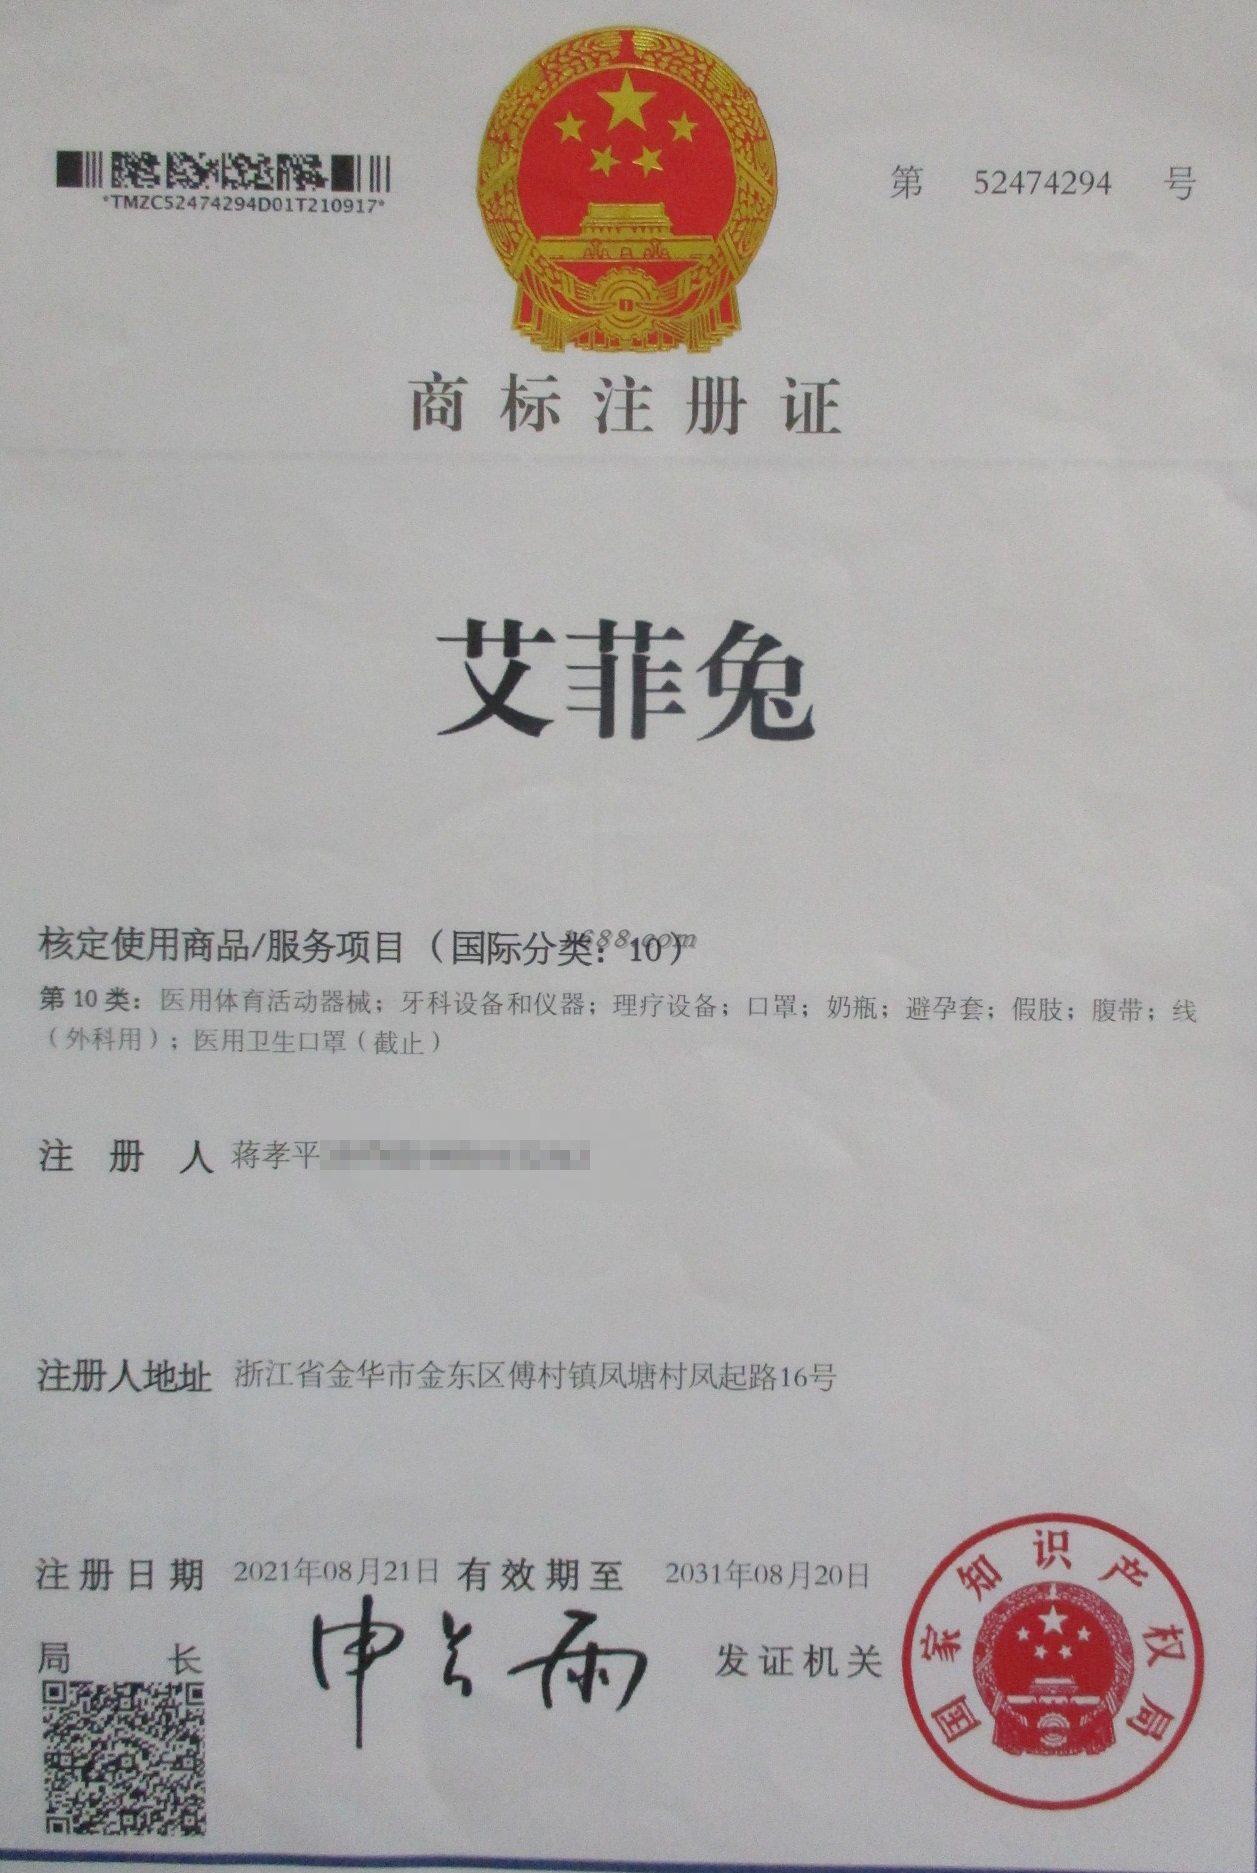 *TMZC52474294D01T210917*
第 52474294 号
商标注册证
艾菲兔
核定使用商品/服务项目（国际分类：10）
1688.com
第10类：医用体育活动器械；牙科设备和仪器；理疗设备；口罩；奶瓶；避孕套；假肢；腹带；线
（外科用）；医用卫生口罩（截止）
注册人 蒋孝平
注册人地址 浙江省金华市金东区傅村镇凤塘村凤起路16号
注册日期 2021年08月21日 有效期至 2031年08月20日
局长 申长雨 发证机关
国家知识产权局